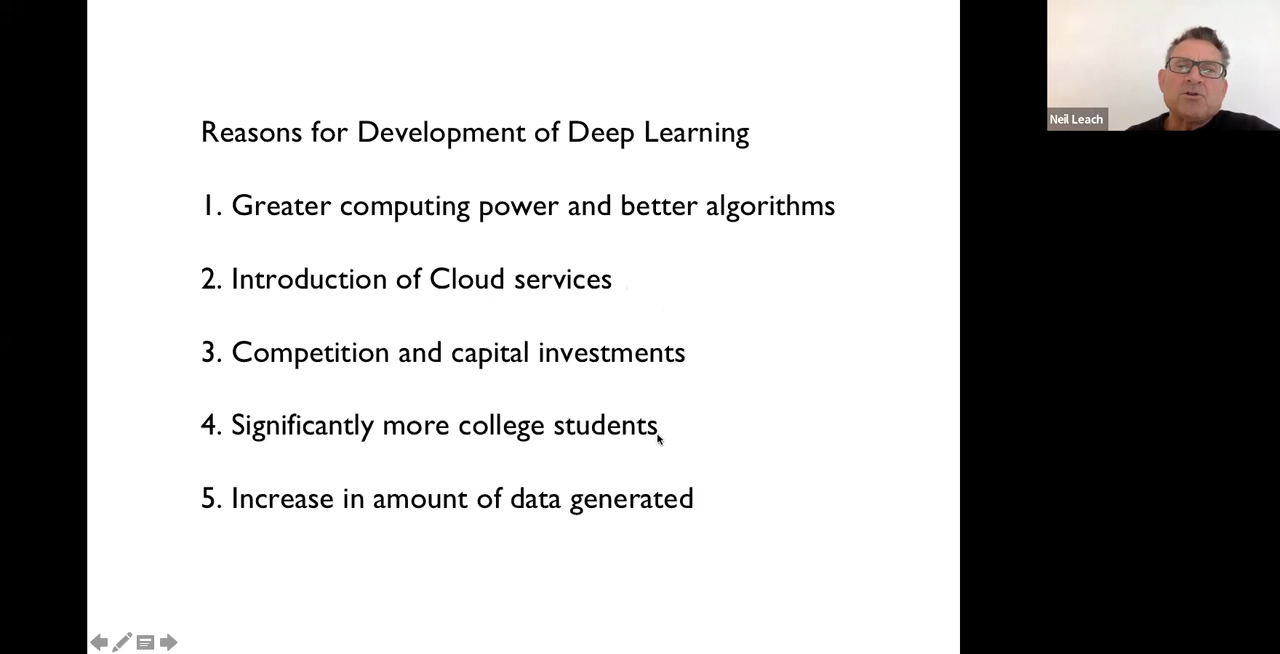 Reasons for Development of Deep Learning
1. Greater computing power and better algorithms
2. Introduction of Cloud services
3. Competition and capital investments
4. Significantly more college students
5. Increase in amount of data generated
Neil Leach